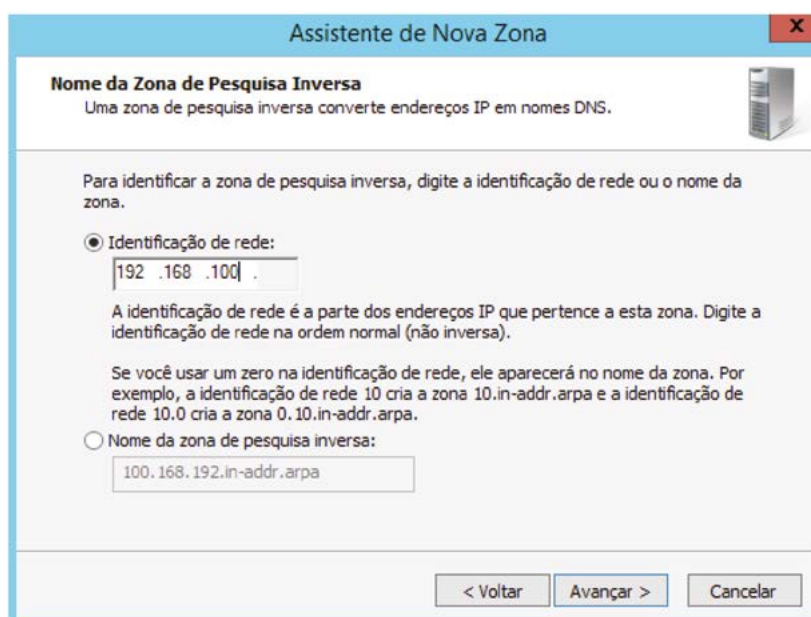 Assistente de Nova Zona
X
Nome da Zona de Pesquisa Inversa
Uma zona de pesquisa inversa converte endereços IP em nomes DNS.
Para identificar a zona de pesquisa inversa, digite a identificação de rede ou o nome da
zona.
Identificação de rede:
192 .168 .100 .
A identificação de rede é a parte dos endereços IP que pertence a esta zona. Digite a
identificação de rede na ordem normal (não inversa).
Se você usar um zero na identificação de rede, ele aparecerá no nome da zona. Por
exemplo, a identificação de rede 10 cria a zona 10.in-addr.arpa e a identificação de
rede 10.0 cria a zona 0.10.in-addr.arpa.
Nome da zona de pesquisa inversa:
100.168.192.in-addr.arpa
< Voltar Avançar > Cancelar